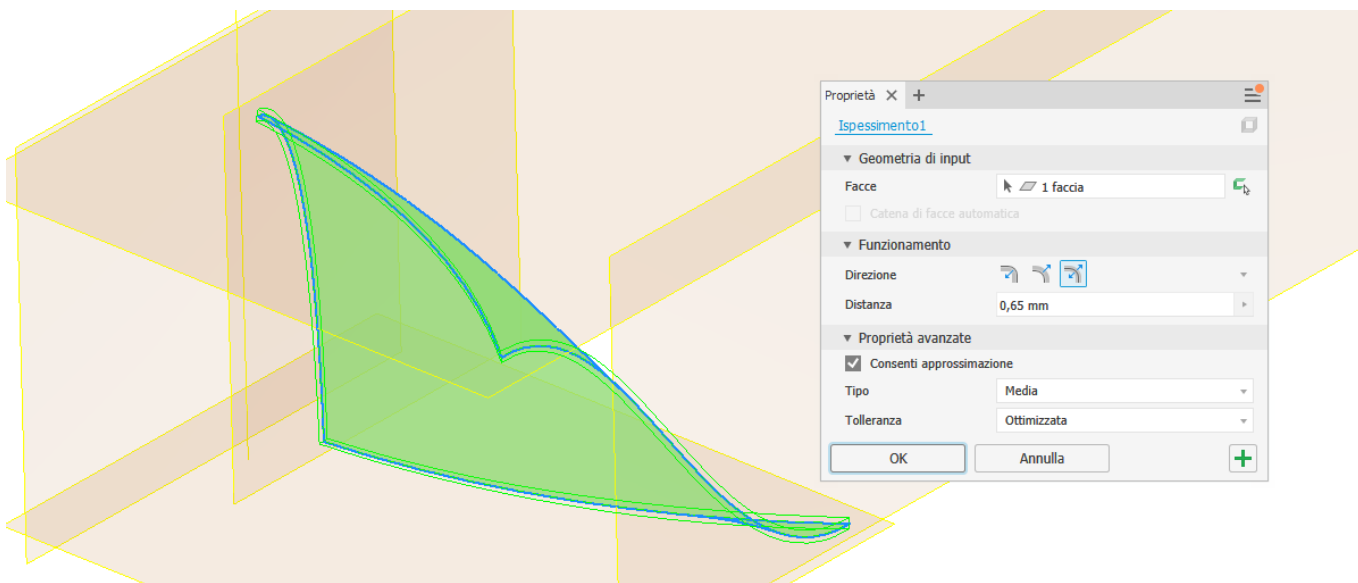 Proprietà
Ispessimento1
Geometria di input
Facce 1 faccia
Catena di facce automatica
Funzionamento
Direzione
Distanza 0,65 mm
Proprietà avanzate
Consenti approssimazione
Tipo Media
Tolleranza Ottimizzata
OK Annulla